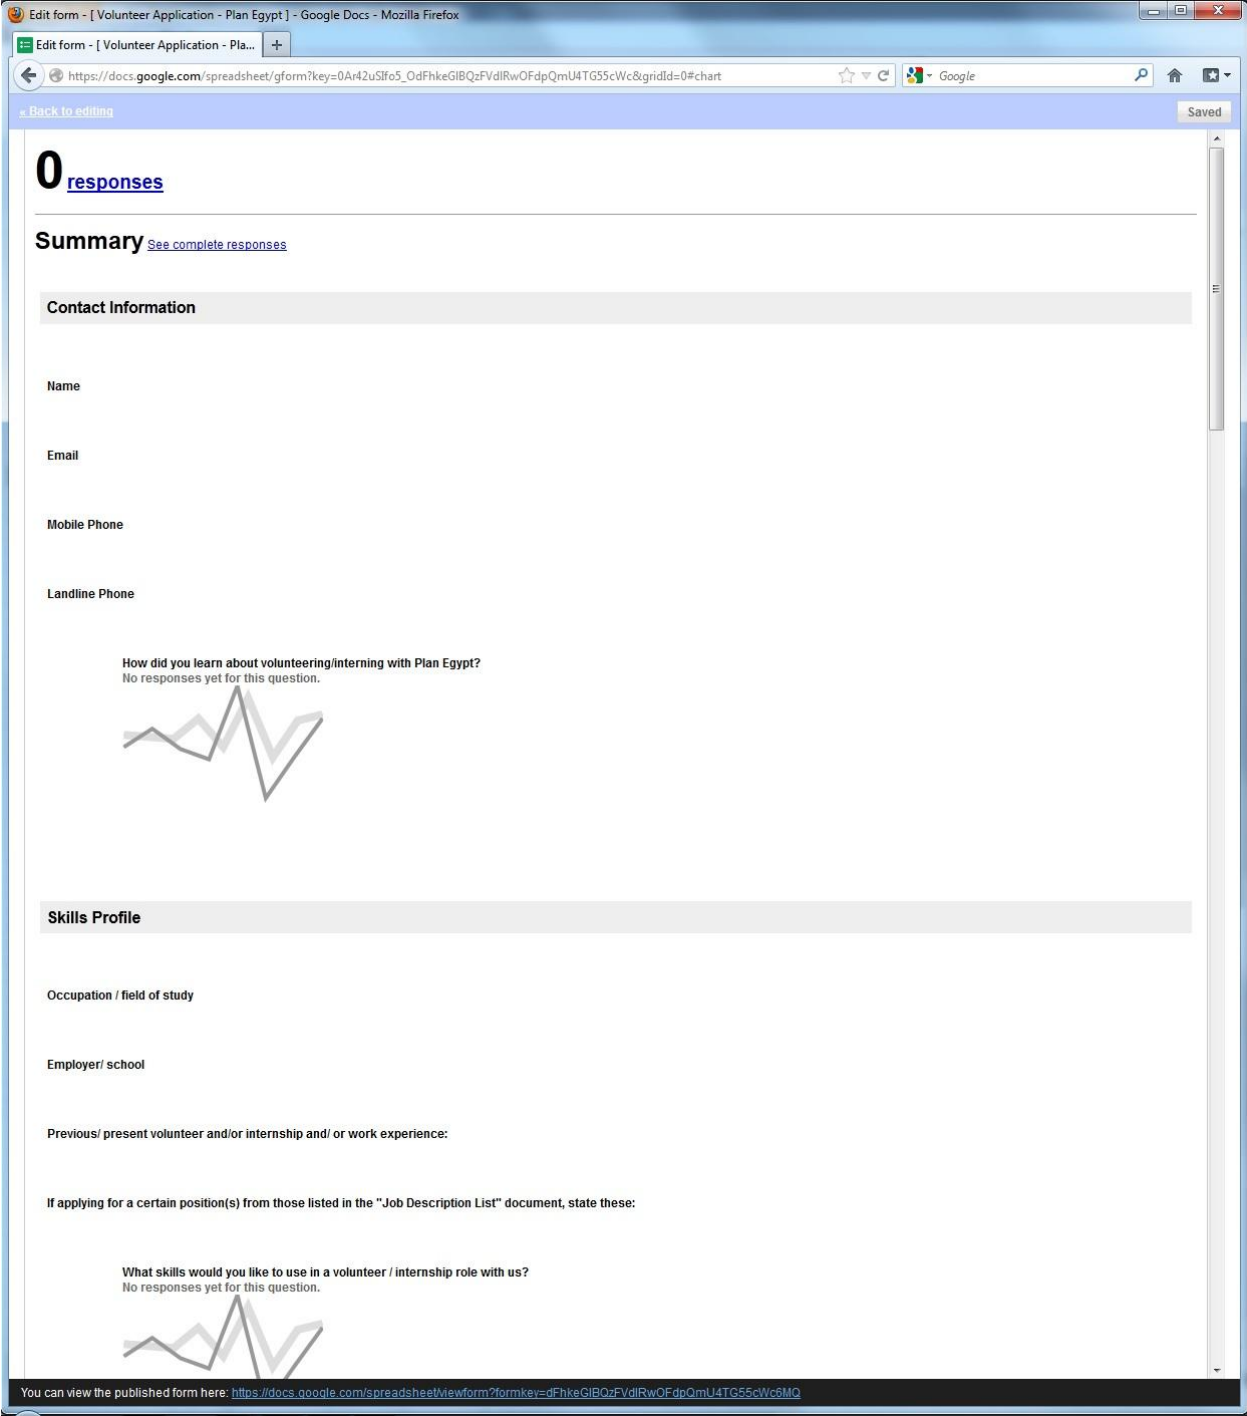 Edit form - [ Volunteer Application - Plan Egypt ] - Google Docs - Mozilla Firefox
Edit form - [ Volunteer Application - Pla...
https://docs.google.com/spreadsheet/gform?key=0Ar42uSIfo5_OdFhkeGlBQzFVdlRwOFdpQmU4TG55cWc&gridId=0#chart
Google
« Back to editing
Saved
0 responses
Summary See complete responses
Contact Information
Name
Email
Mobile Phone
Landline Phone
How did you learn about volunteering/interning with Plan Egypt?
No responses yet for this question.
Skills Profile
Occupation / field of study
Employer/ school
Previous/ present volunteer and/or internship and/ or work experience:
If applying for a certain position(s) from those listed in the "Job Description List" document, state these:
What skills would you like to use in a volunteer / internship role with us?
No responses yet for this question.
You can view the published form here: https://docs.google.com/spreadsheet/viewform?formkey=dFhkeGlBQzFVdlRwOFdpQmU4TG55cWc6MQ